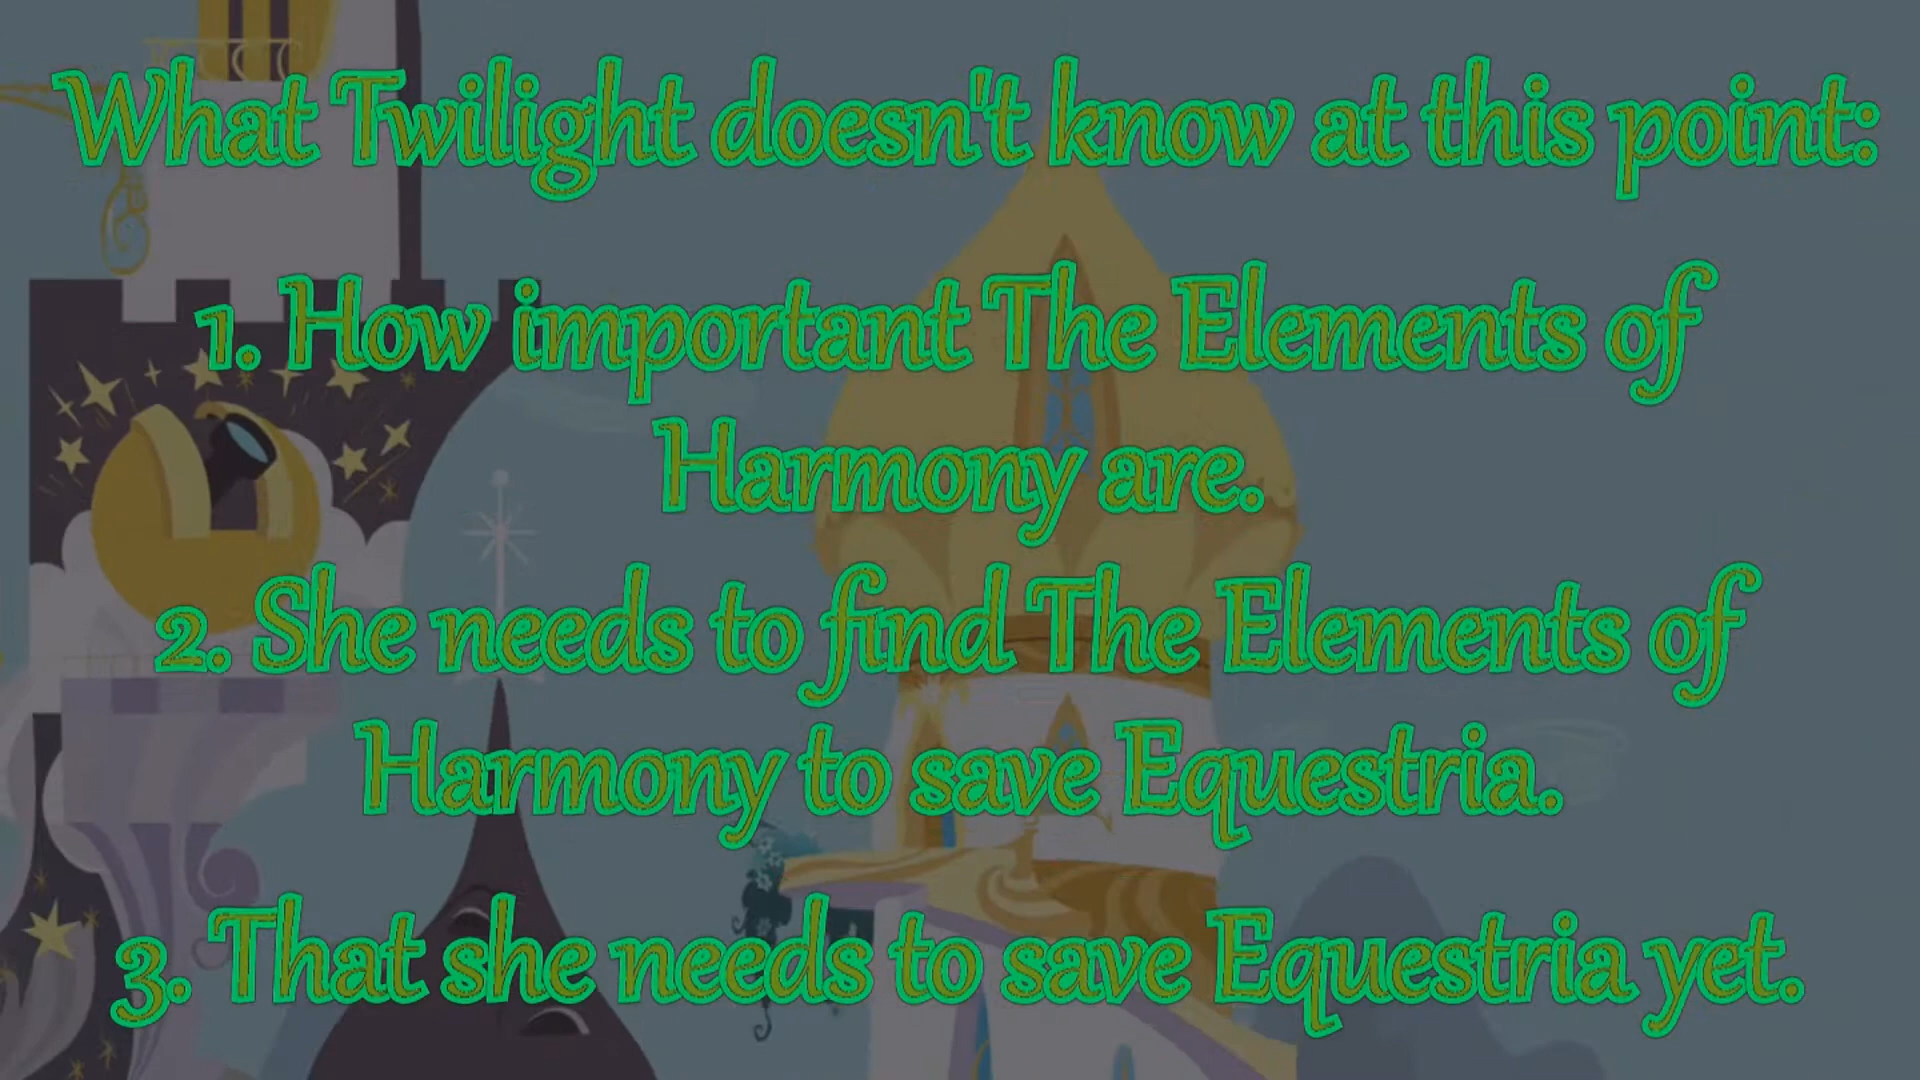 What Twilight doesn't know at this point:
1. How important The Elements of
Harmony are.
2. She needs to find The Elements of
Harmony to save Equestria.
3. That she needs to save Equestria yet.